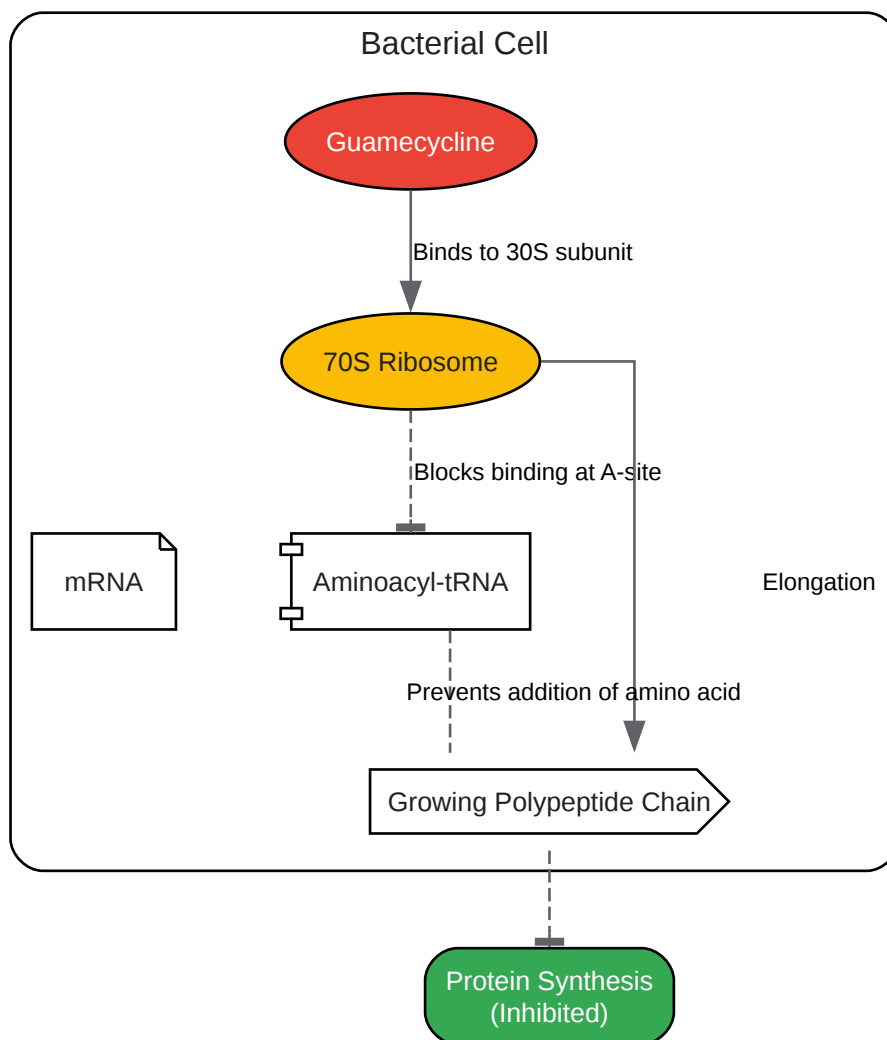 Bacterial Cell
Guamecycline
Binds to 30S subunit
70S Ribosome
Blocks binding at A-site
mRNA
Aminoacyl-tRNA
Elongation
Prevents addition of amino acid
Growing Polypeptide Chain
Protein Synthesis
(Inhibited)